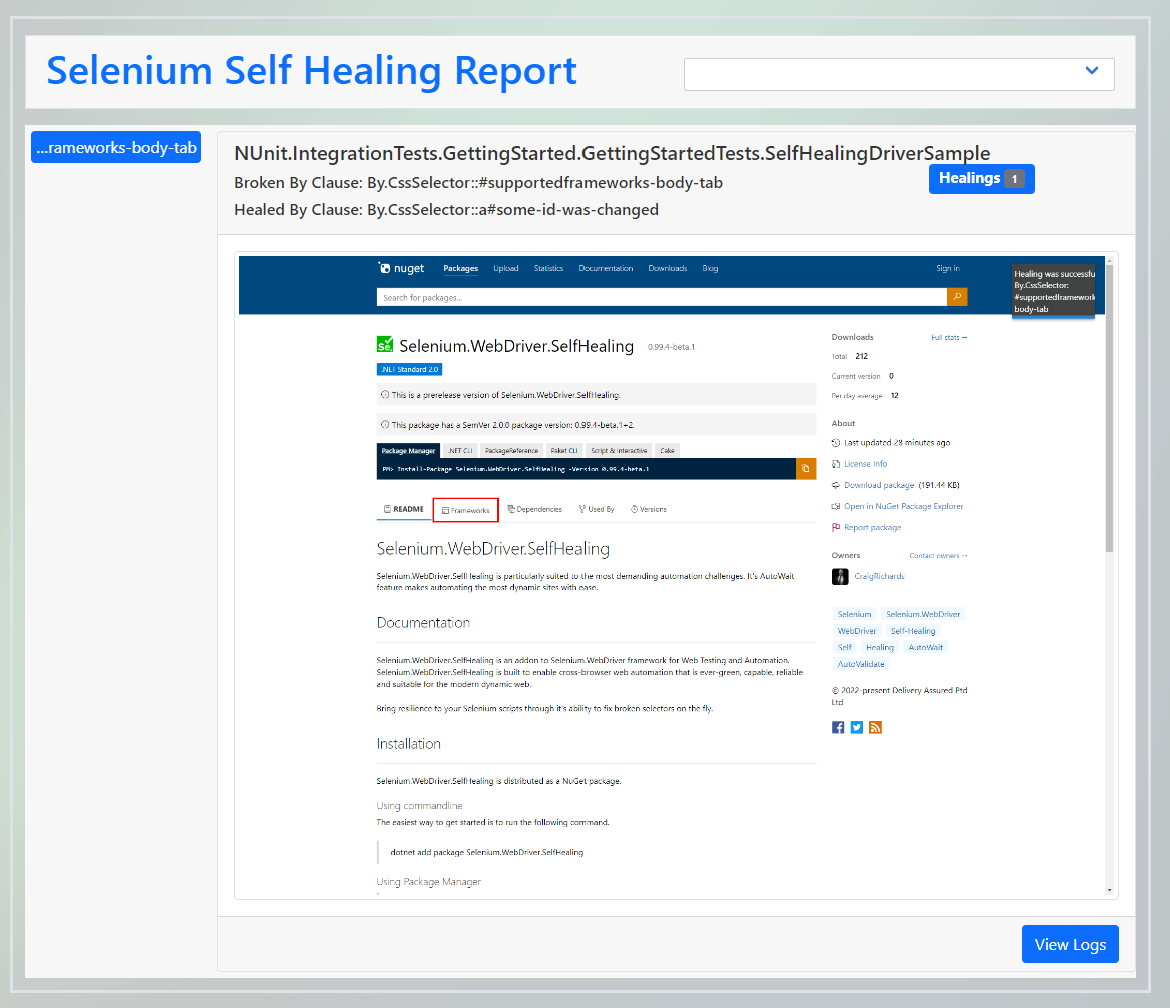 Selenium Self Healing Report
...rameworks-body-tab
NUnit.IntegrationTests.GettingStarted.GettingStartedTests.SelfHealingDriverSample
Broken By Clause: By.CssSelector::#supportedframeworks-body-tab
Healings 1
Healed By Clause: By.CssSelector::a#some-id-was-changed
nuget Packages Upload Statistics Documentation Downloads Blog Sign in
Search for packages...
Healing was successfu
By.CssSelector:
#supportedframework
body-tab
Selenium.WebDriver.SelfHealing 0.99.4-beta.1
.NET Standard 2.0
This is a prerelease version of Selenium.WebDriver.SelfHealing.
This package has a SemVer 2.0.0 package version: 0.99.4-beta.1+2.
Package Manager .NET CLI PackageReference Paket CLI Script & Interactive Cake
PM> Install-Package Selenium.WebDriver.SelfHealing -Version 0.99.4-beta.1
README Frameworks Dependencies Used By Versions
Selenium.WebDriver.SelfHealing
Selenium.WebDriver.SelfHealing is particularly suited to the most demanding automation challenges. It's AutoWait
feature makes automating the most dynamic sites with ease.
Documentation
Selenium.WebDriver.SelfHealing is an addon to Selenium.WebDriver framework for Web Testing and Automation.
Selenium.WebDriver.SelfHealing is built to enable cross-browser web automation that is ever-green, capable, reliable
and suitable for the modern dynamic web.
Bring resilience to your Selenium scripts through it's ability to fix broken selectors on the fly.
Installation
Selenium.WebDriver.SelfHealing is distributed as a NuGet package.
Using commandline
The easiest way to get started is to run the following command.
dotnet add package Selenium.WebDriver.SelfHealing
Using Package Manager
Downloads Full stats →
Total 212
Current version 0
Per day average 12
About
Last updated 28 minutes ago
License Info
Download package (191.44 KB)
Open in NuGet Package Explorer
Report package
Owners Contact owners →
CraigRichards
Selenium Selenium.WebDriver
WebDriver Self-Healing
Self Healing AutoWait
AutoValidate
© 2022-present Delivery Assured Ptd
Ltd
View Logs